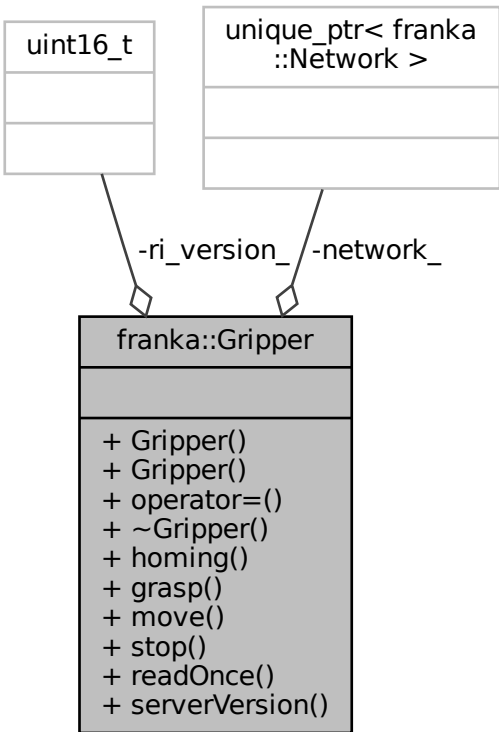 uint16_t
unique_ptr< franka
::Network >
-ri_version_
-network_
franka::Gripper
+ Gripper()
+ Gripper()
+ operator=()
+ ~Gripper()
+ homing()
+ grasp()
+ move()
+ stop()
+ readOnce()
+ serverVersion()